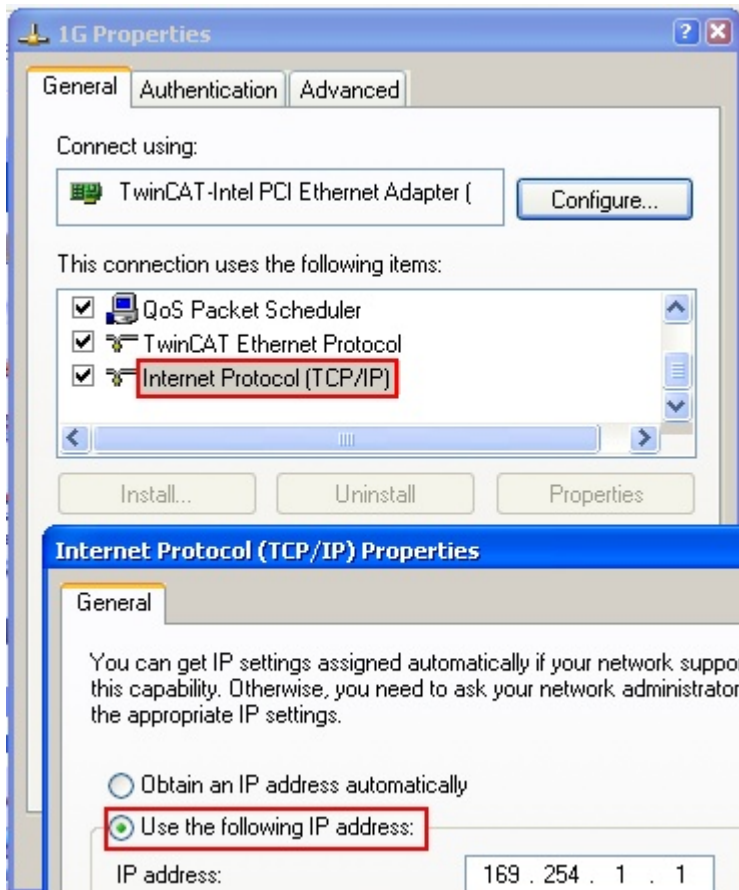 1G Properties
General Authentication Advanced
Connect using:
TwinCAT-Intel PCI Ethernet Adapter (
Configure...
This connection uses the following items:
QoS Packet Scheduler
TwinCAT Ethernet Protocol
Internet Protocol (TCP/IP)
Install... Uninstall Properties
Internet Protocol (TCP/IP) Properties
General
You can get IP settings assigned automatically if your network suppor
this capability. Otherwise, you need to ask your network administrator
the appropriate IP settings.
Obtain an IP address automatically
Use the following IP address:
IP address: 169 . 254 . 1 . 1